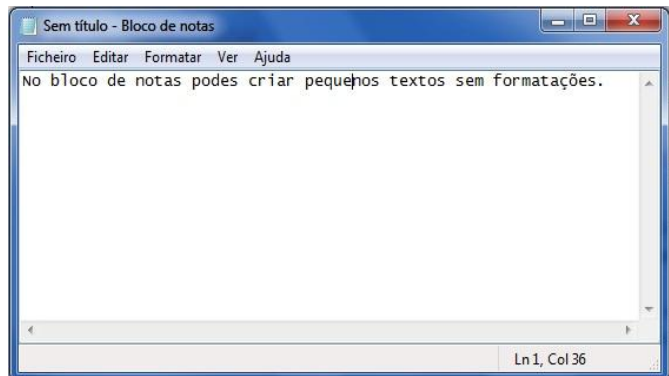 Sem título - Bloco de notas
Ficheiro Editar Formatar Ver Ajuda
No bloco de notas podes criar pequenos textos sem formatações.
Ln 1, Col 36